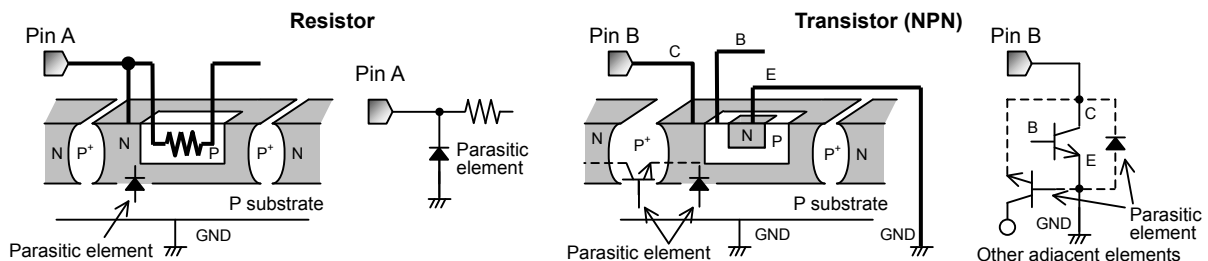 Resistor
Transistor (NPN)
Pin A
Pin A
N
P+
N
P
P+
N
Parasitic
element
P substrate
Parasitic element
GND
Pin B
C
B
E
N
P+
N
P
P+
N
P substrate
Parasitic element
GND
GND
Pin B
C
B
E
GND
Parasitic
element
Other adjacent elements